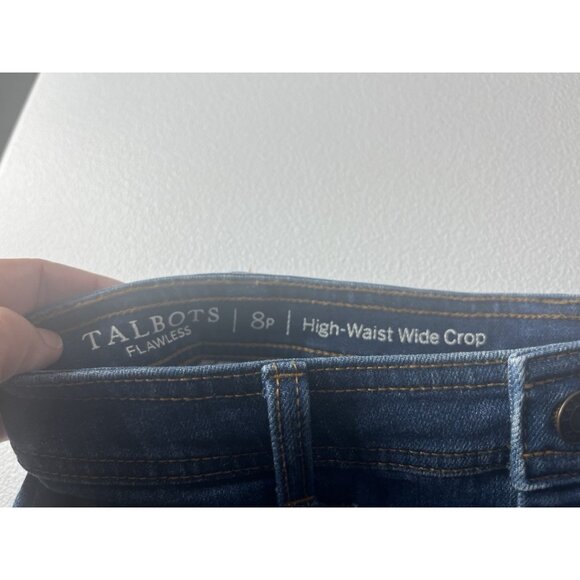 TALBOTS
FLAWLESS
| 8P | High-Waist Wide Crop